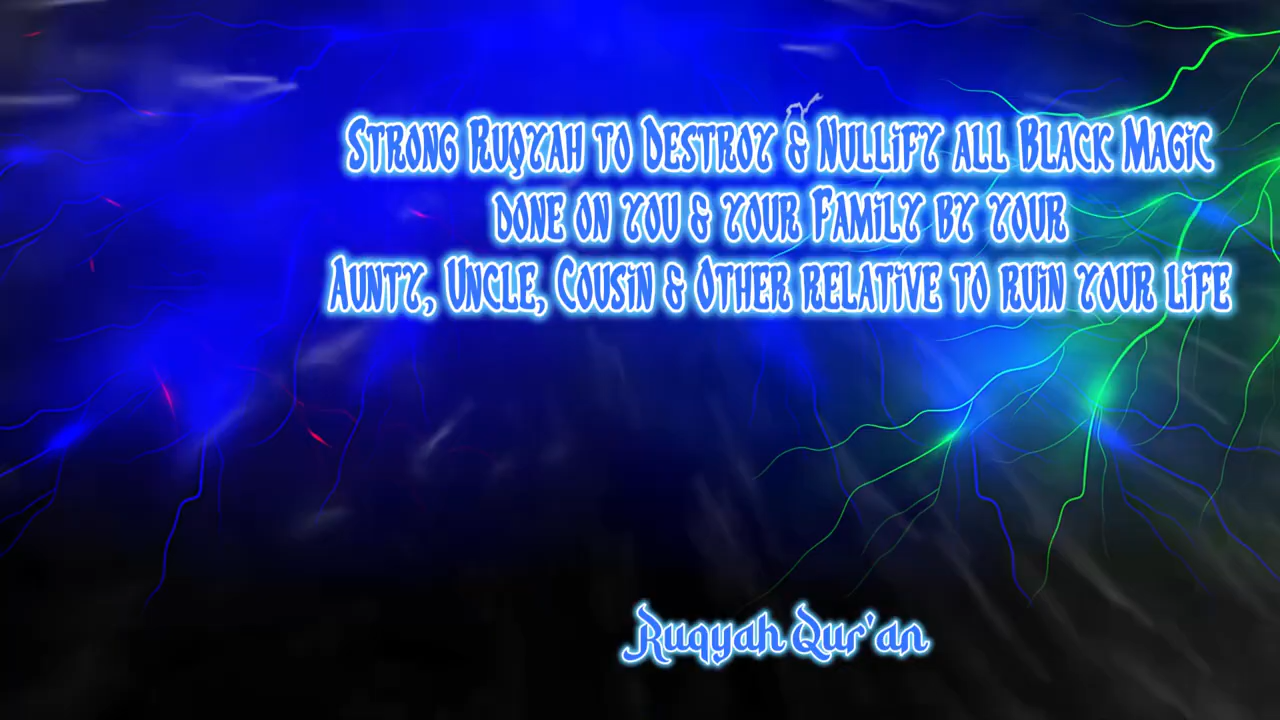 Strong Ruqyah to Destroy & Nullify all Black Magic
done on you & your Family by your
Aunty, Uncle, Cousin & Other relative to ruin your life
Ruqyah Qur'an